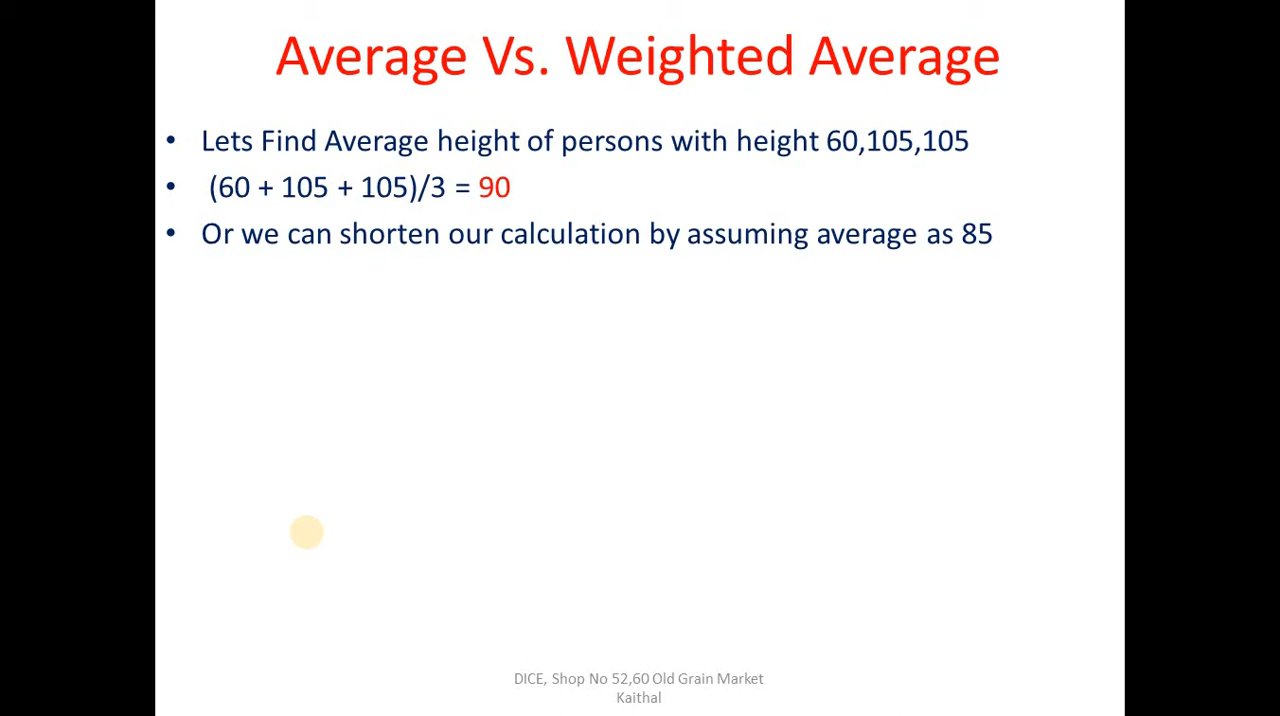 Average Vs. Weighted Average
• Lets Find Average height of persons with height 60,105,105
• (60 + 105 + 105)/3 = 90
• Or we can shorten our calculation by assuming average as 85
DICE, Shop No 52,60 Old Grain Market
Kaithal